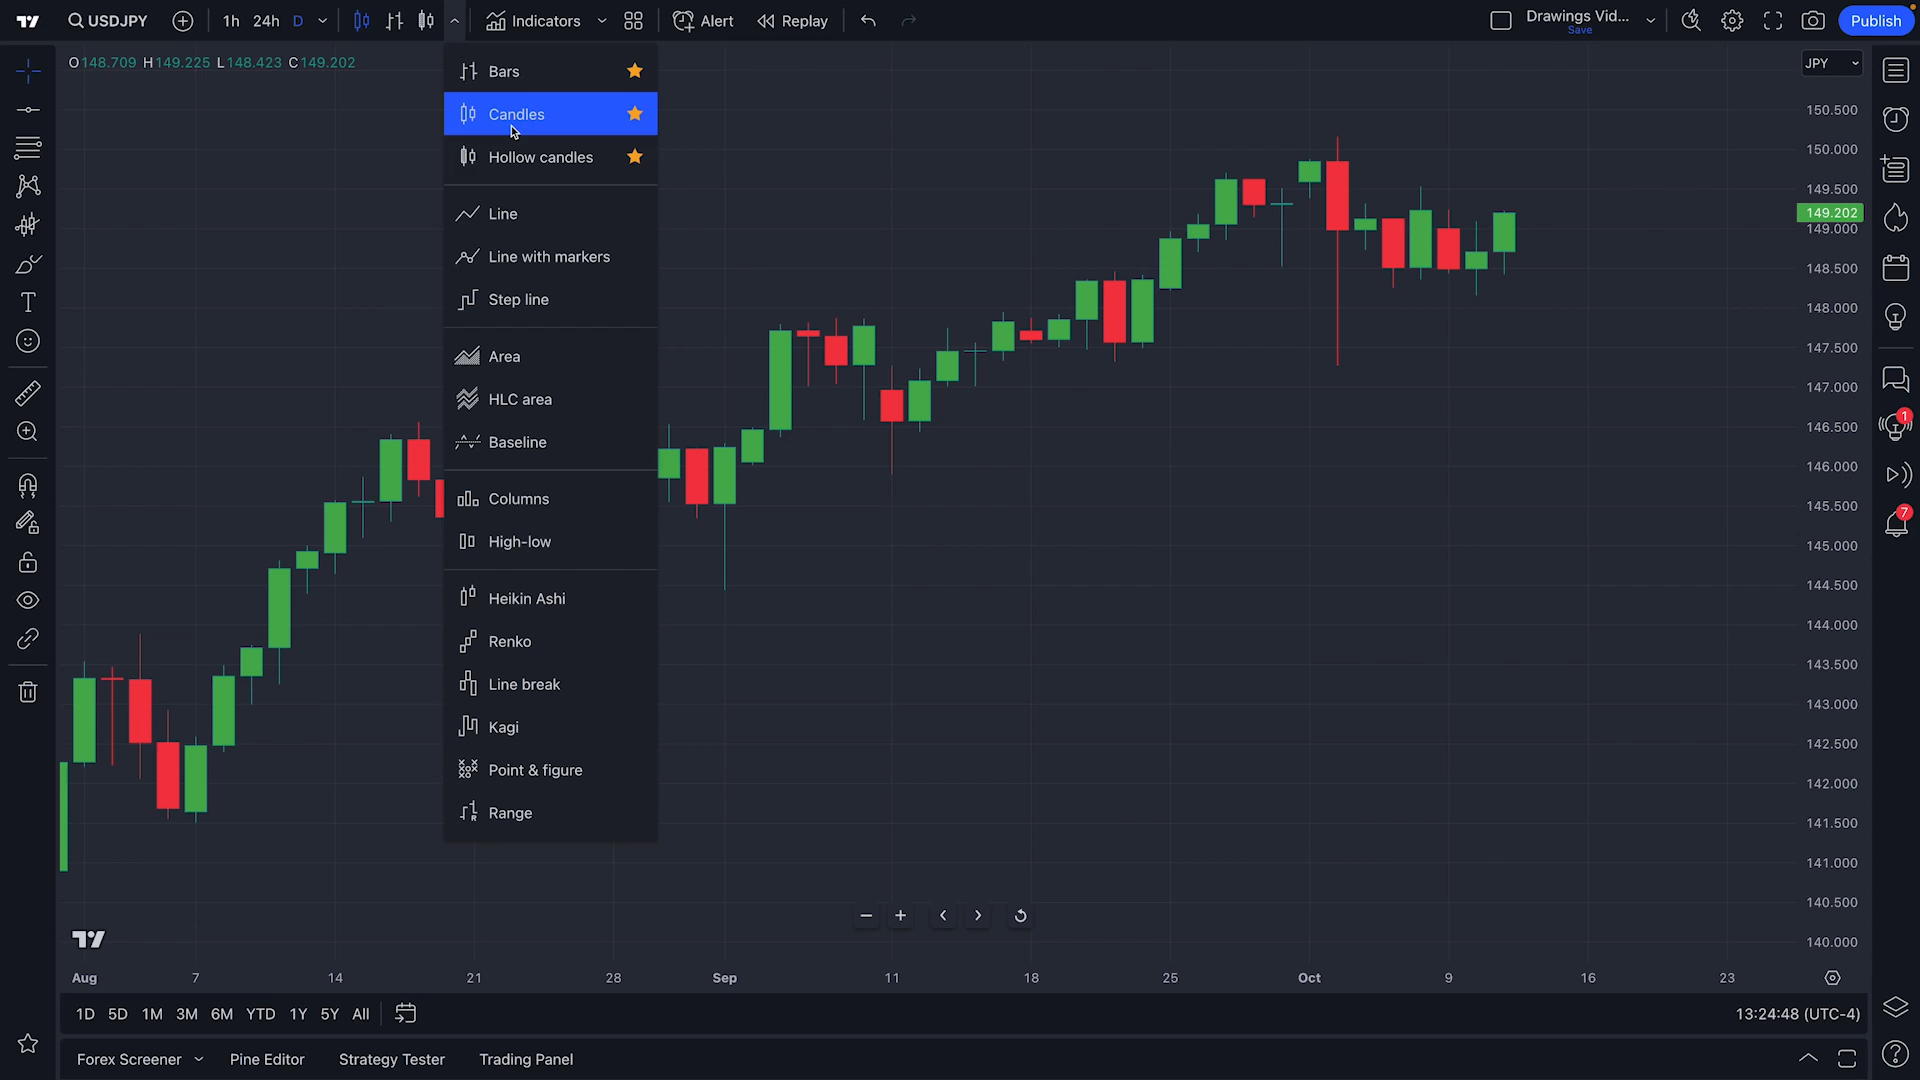 USDJPY 1h 24h D Indicators Alert Replay Drawings Vid... Publish
Save
O148.709 H149.225 L148.423 C149.202
JPY
Bars
Candles
Hollow candles
Line
Line with markers
Step line
Area
HLC area
Baseline
Columns
High-low
Heikin Ashi
Renko
Line break
Kagi
Point & figure
Range
150.500
150.000
149.500
149.202
149.000
148.500
148.000
147.500
147.000
146.500
146.000
145.500
145.000
144.500
144.000
143.500
143.000
142.500
142.000
141.500
141.000
140.500
140.000
1
7
Aug 7 14 21 28 Sep 11 18 25 Oct 9 16 23
1D 5D 1M 3M 6M YTD 1Y 5Y All 13:24:48 (UTC-4)
Forex Screener Pine Editor Strategy Tester Trading Panel